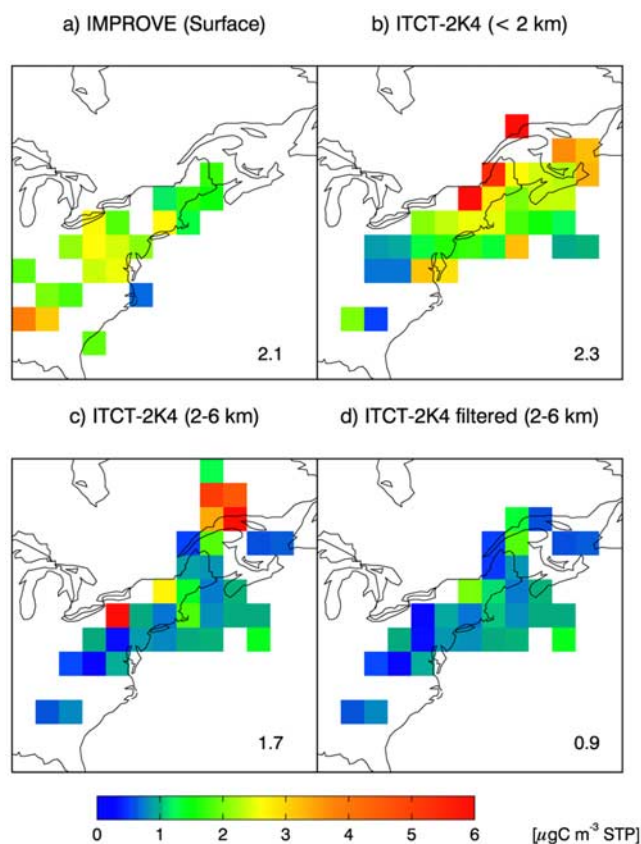 a) IMPROVE (Surface)
b) ITCT-2K4 (< 2 km)
2.1
2.3
c) ITCT-2K4 (2-6 km)
d) ITCT-2K4 filtered (2-6 km)
1.7
0.9
0 1 2 3 4 5 6 [μgC m⁻³ STP]